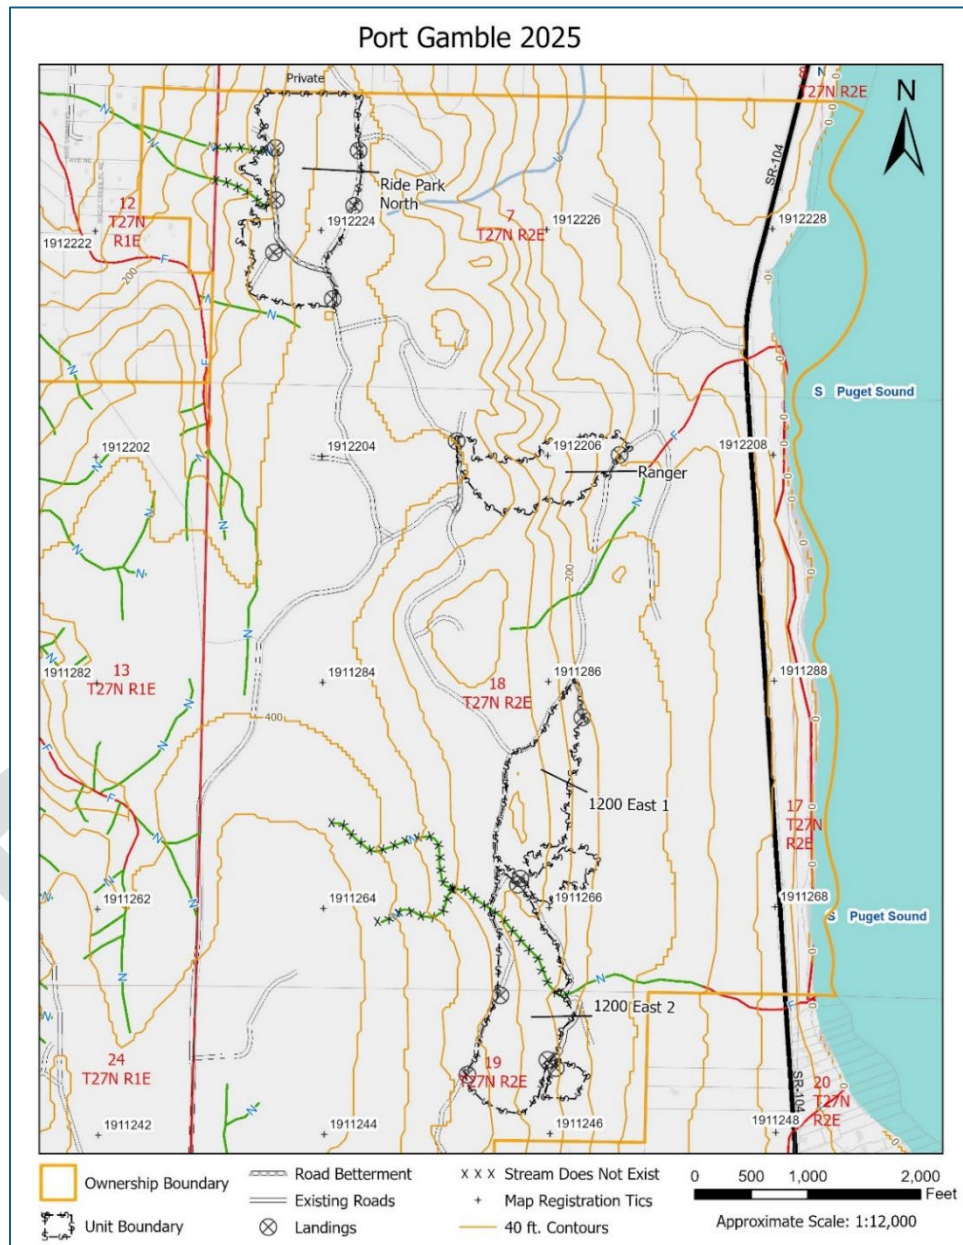 Port Gamble 2025
Private
8
T27N R2E
N
N
SR-104
N
N
U
Ride Park
North
12
T27N
R1E
7
T27N R2E
1912222
1912224
1912226
1912228
200
F
N
N
F
0
N
S Puget Sound
1912202
1912204
1912206
1912208
F
Ranger
N
N
N
N
N
N
200
N
N
1911282
13
T27N R1E
1911284
18
T27N R2E
1911286
1911288
400
N
F
F
N
1200 East 1
17
T27N
R2E
N
N
1911262
1911264
1911266
1911268
S Puget Sound
N
N
F
1200 East 2
24
T27N R1E
19
T27N R2E
20
T27N
R2E
SR-104
N
1911242
1911244
1911246
1911248
Ownership Boundary
Unit Boundary
Road Betterment
Existing Roads
Landings
X X X Stream Does Not Exist
+ Map Registration Tics
40 ft. Contours
0 500 1,000 2,000
Feet
Approximate Scale: 1:12,000